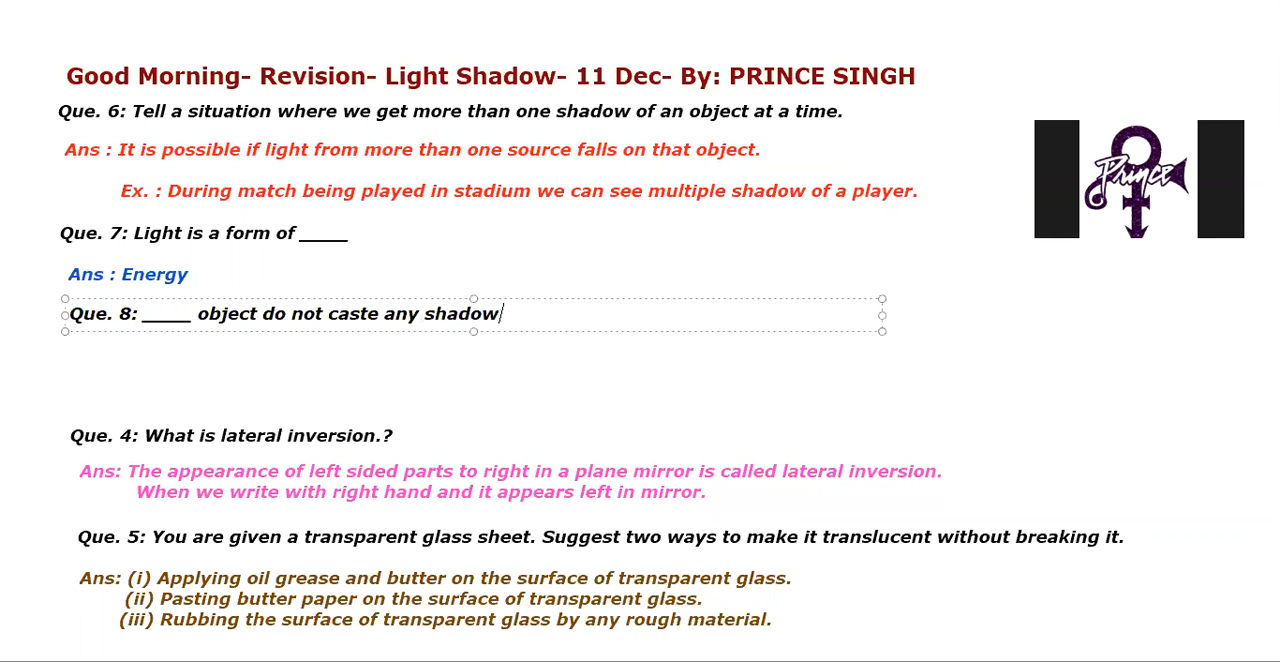 Good Morning- Revision- Light Shadow- 11 Dec- By: PRINCE SINGH
Que. 6: Tell a situation where we get more than one shadow of an object at a time.
Ans : It is possible if light from more than one source falls on that object.
Ex. : During match being played in stadium we can see multiple shadow of a player.
Prince
Que. 7: Light is a form of _____
Ans : Energy
Que. 8: _____ object do not caste any shadow
Que. 4: What is lateral inversion.?
Ans: The appearance of left sided parts to right in a plane mirror is called lateral inversion.
When we write with right hand and it appears left in mirror.
Que. 5: You are given a transparent glass sheet. Suggest two ways to make it translucent without breaking it.
Ans: (i) Applying oil grease and butter on the surface of transparent glass.
(ii) Pasting butter paper on the surface of transparent glass.
(iii) Rubbing the surface of transparent glass by any rough material.